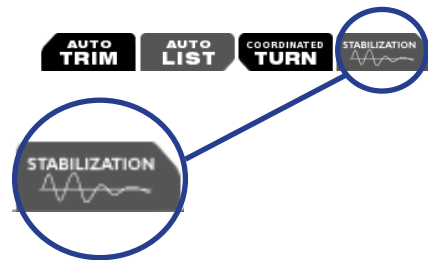 AUTO
TRIM
AUTO
LIST
COORDINATED
TURN
STABILIZATION
STABILIZATION